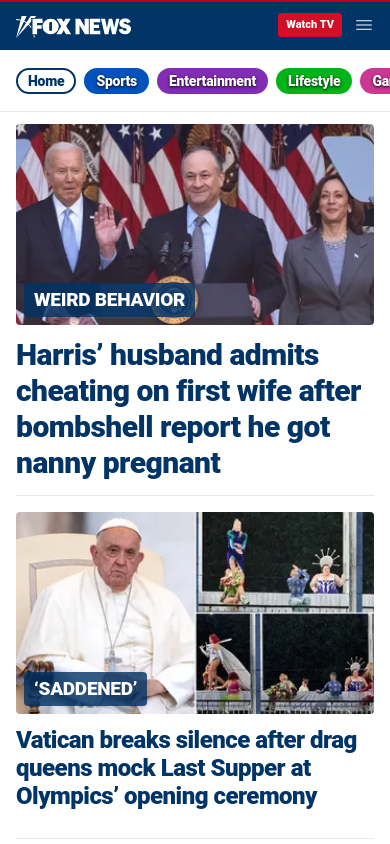 FOX NEWS
Watch TV
Home Sports Entertainment Lifestyle
WEIRD BEHAVIOR
Harris’ husband admits
cheating on first wife after
bombshell report he got
nanny pregnant
‘SADDENED’
Vatican breaks silence after drag
queens mock Last Supper at
Olympics’ opening ceremony